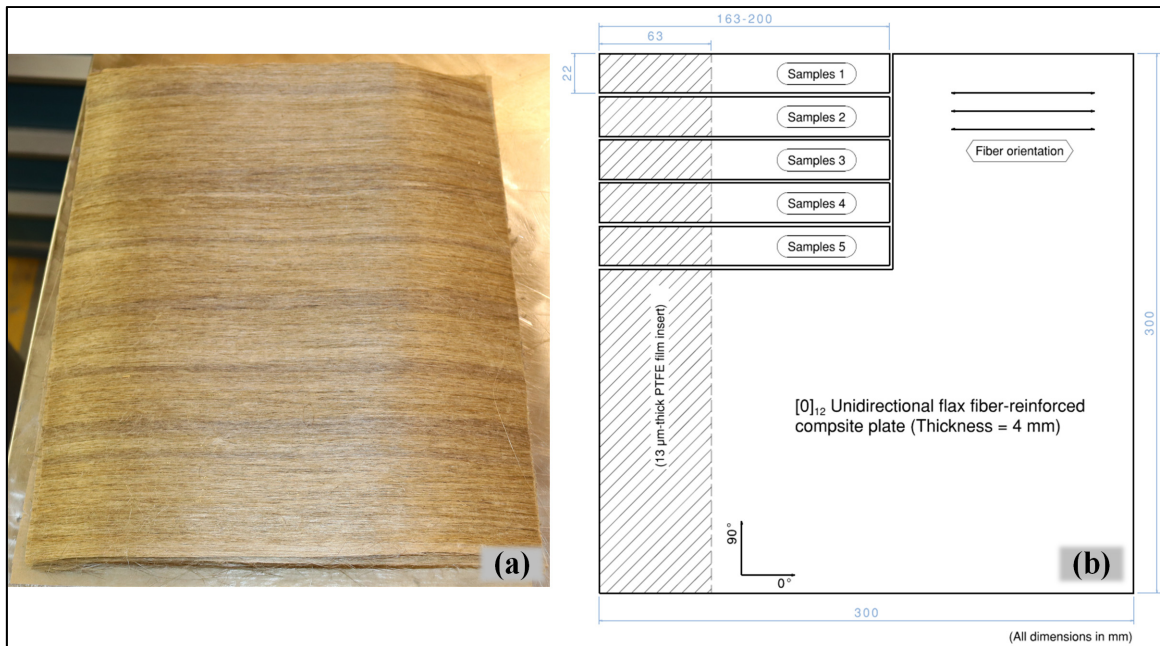 (a)
163-200
63
22
Samples 1
Samples 2
Samples 3
Samples 4
Samples 5
Fiber orientation
(13 µm-thick PTFE film insert)
[0]₁₂ Unidirectional flax fiber-reinforced
compsite plate (Thickness = 4 mm)
300
90°
0°
(b)
300
(All dimensions in mm)